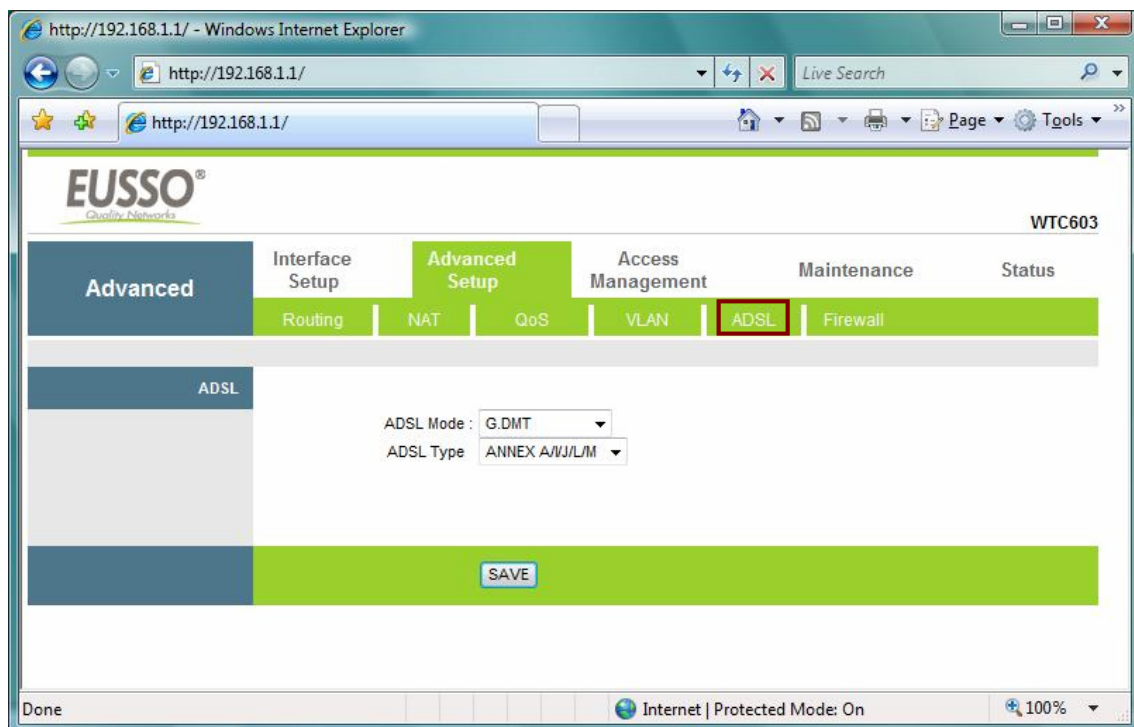 http://192.168.1.1/ - Windows Internet Explorer
http://192.168.1.1/
Live Search
http://192.168.1.1/
Page
Tools
EUSSO®
Quality Networks
WTC603
Advanced
Interface Setup
Advanced Setup
Access Management
Maintenance
Status
Routing
NAT
QoS
VLAN
ADSL
Firewall
ADSL
ADSL Mode : G.DMT
ADSL Type ANNEX A/I/J/L/M
SAVE
Done
Internet | Protected Mode: On
100%